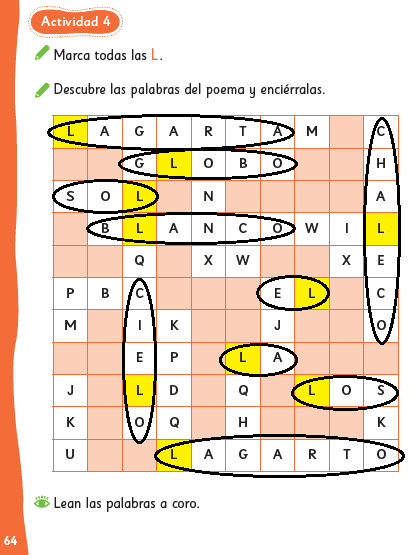 Actividad 4
Marca todas las L.
Descubre las palabras del poema y enciérralas.
L A G A R T A M C
G L O B O H
S O L N A
B L A N C O W I L
Q X W X E
P B C E L C
M I K J O
E P L A
J L D Q L O S
K O Q H K
U L A G A R T O
Lean las palabras a coro.
64